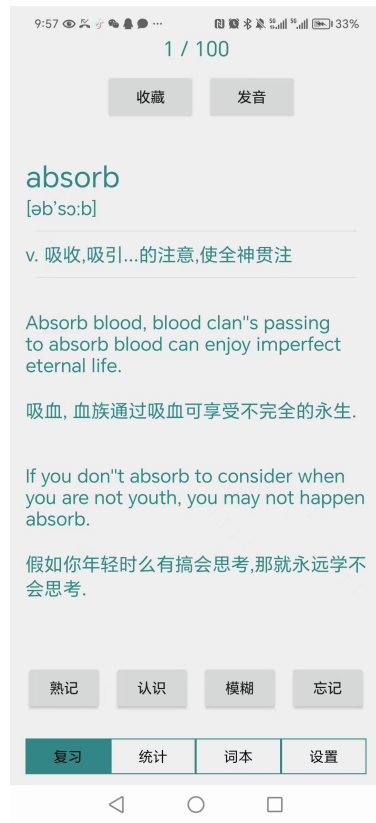 9:57 ... 33%
1 / 100
收藏 发音
absorb
[əb'sɔ:b]
v. 吸收,吸引...的注意,使全神贯注
Absorb blood, blood clan"s passing
to absorb blood can enjoy imperfect
eternal life.
吸血, 血族通过吸血可享受不完全的永生.
If you don"t absorb to consider when
you are not youth, you may not happen
absorb.
假如你年轻时么有搞会思考,那就永远学不
会思考.
熟记 认识 模糊 忘记
复习 统计 词本 设置